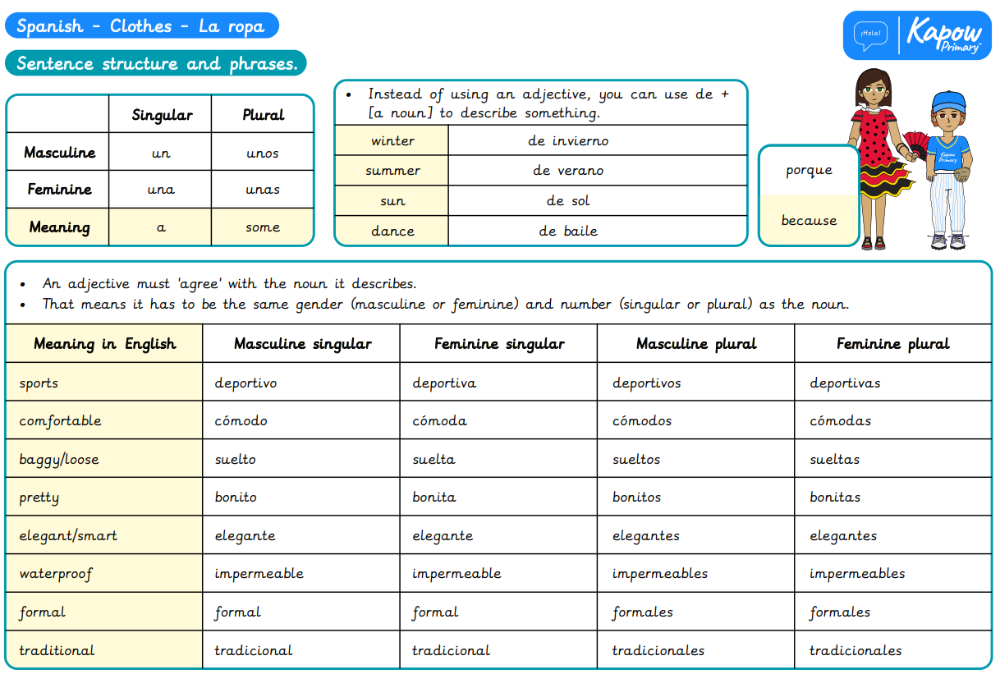 Spanish - Clothes - La ropa
¡Hola!
Kapow
Primary™
Sentence structure and phrases.
Singular Plural
Masculine un unos
Feminine una unas
Meaning a some
• Instead of using an adjective, you can use de +
[a noun] to describe something.
winter de invierno
summer de verano
sun de sol
dance de baile
porque
because
Kapow
Primary
• An adjective must 'agree' with the noun it describes.
• That means it has to be the same gender (masculine or feminine) and number (singular or plural) as the noun.
Meaning in English Masculine singular Feminine singular Masculine plural Feminine plural
sports deportivo deportiva deportivos deportivas
comfortable cómodo cómoda cómodos cómodas
baggy/loose suelto suelta sueltos sueltas
pretty bonito bonita bonitos bonitas
elegant/smart elegante elegante elegantes elegantes
waterproof impermeable impermeable impermeables impermeables
formal formal formal formales formales
traditional tradicional tradicional tradicionales tradicionales